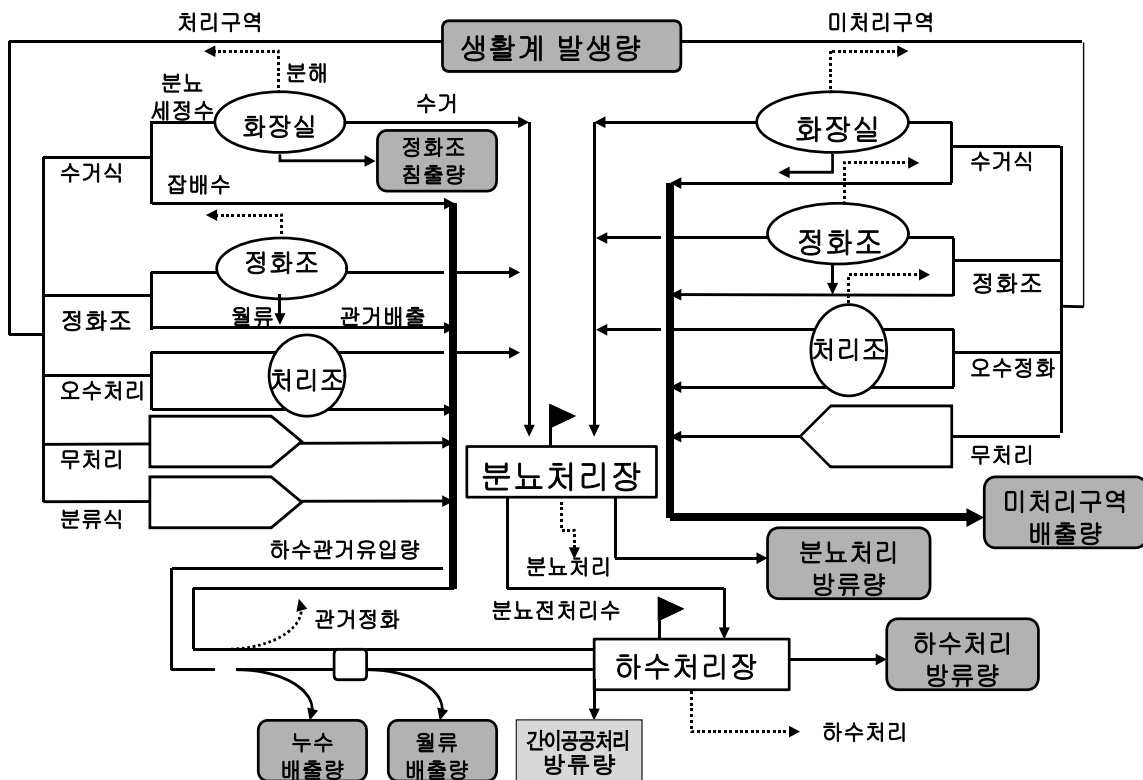 처리구역
미처리구역
생활계 발생량
분해
분뇨
세정수
수거
화장실
정화조
침출량
수거식
잡배수
정화조
정화조
월류
관거배출
처리조
오수처리
무처리
분류식
화장실
수거식
정화조
정화조
처리조
오수정화
무처리
분뇨처리장
미처리구역
배출량
하수관거유입량
분뇨처리
분뇨처리
방류량
관거정화
분뇨전처리수
하수처리장
하수처리
방류량
하수처리
누수
배출량
월류
배출량
간이공공처리
방류량